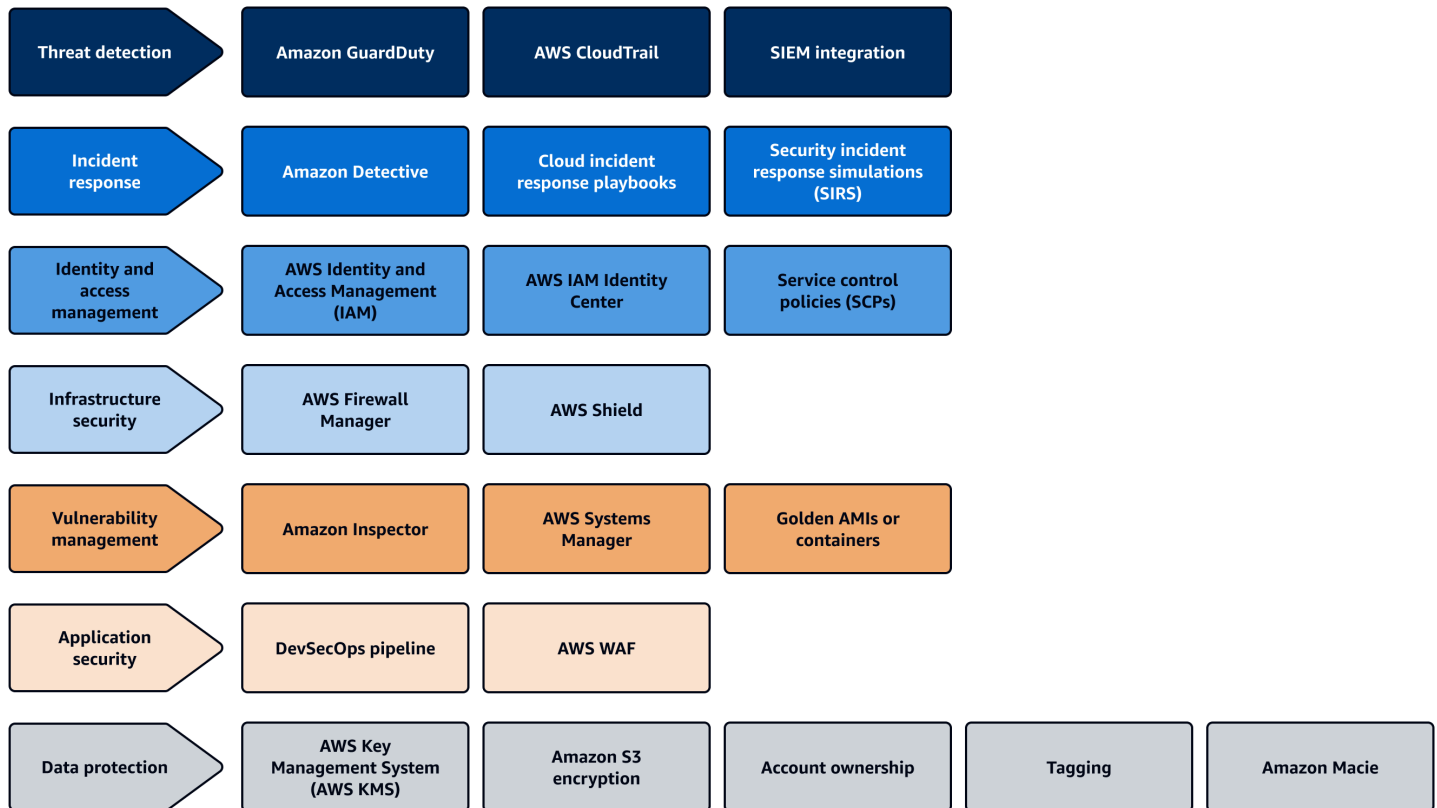 Threat detection
Amazon GuardDuty
AWS CloudTrail
SIEM integration
Incident
response
Amazon Detective
Cloud incident
response playbooks
Security incident
response simulations
(SIRS)
Identity and
access
management
AWS Identity and
Access Management
(IAM)
AWS IAM Identity
Center
Service control
policies (SCPs)
Infrastructure
security
AWS Firewall
Manager
AWS Shield
Vulnerability
management
Amazon Inspector
AWS Systems
Manager
Golden AMIs or
containers
Application
security
DevSecOps pipeline
AWS WAF
Data protection
AWS Key
Management System
(AWS KMS)
Amazon S3
encryption
Account ownership
Tagging
Amazon Macie